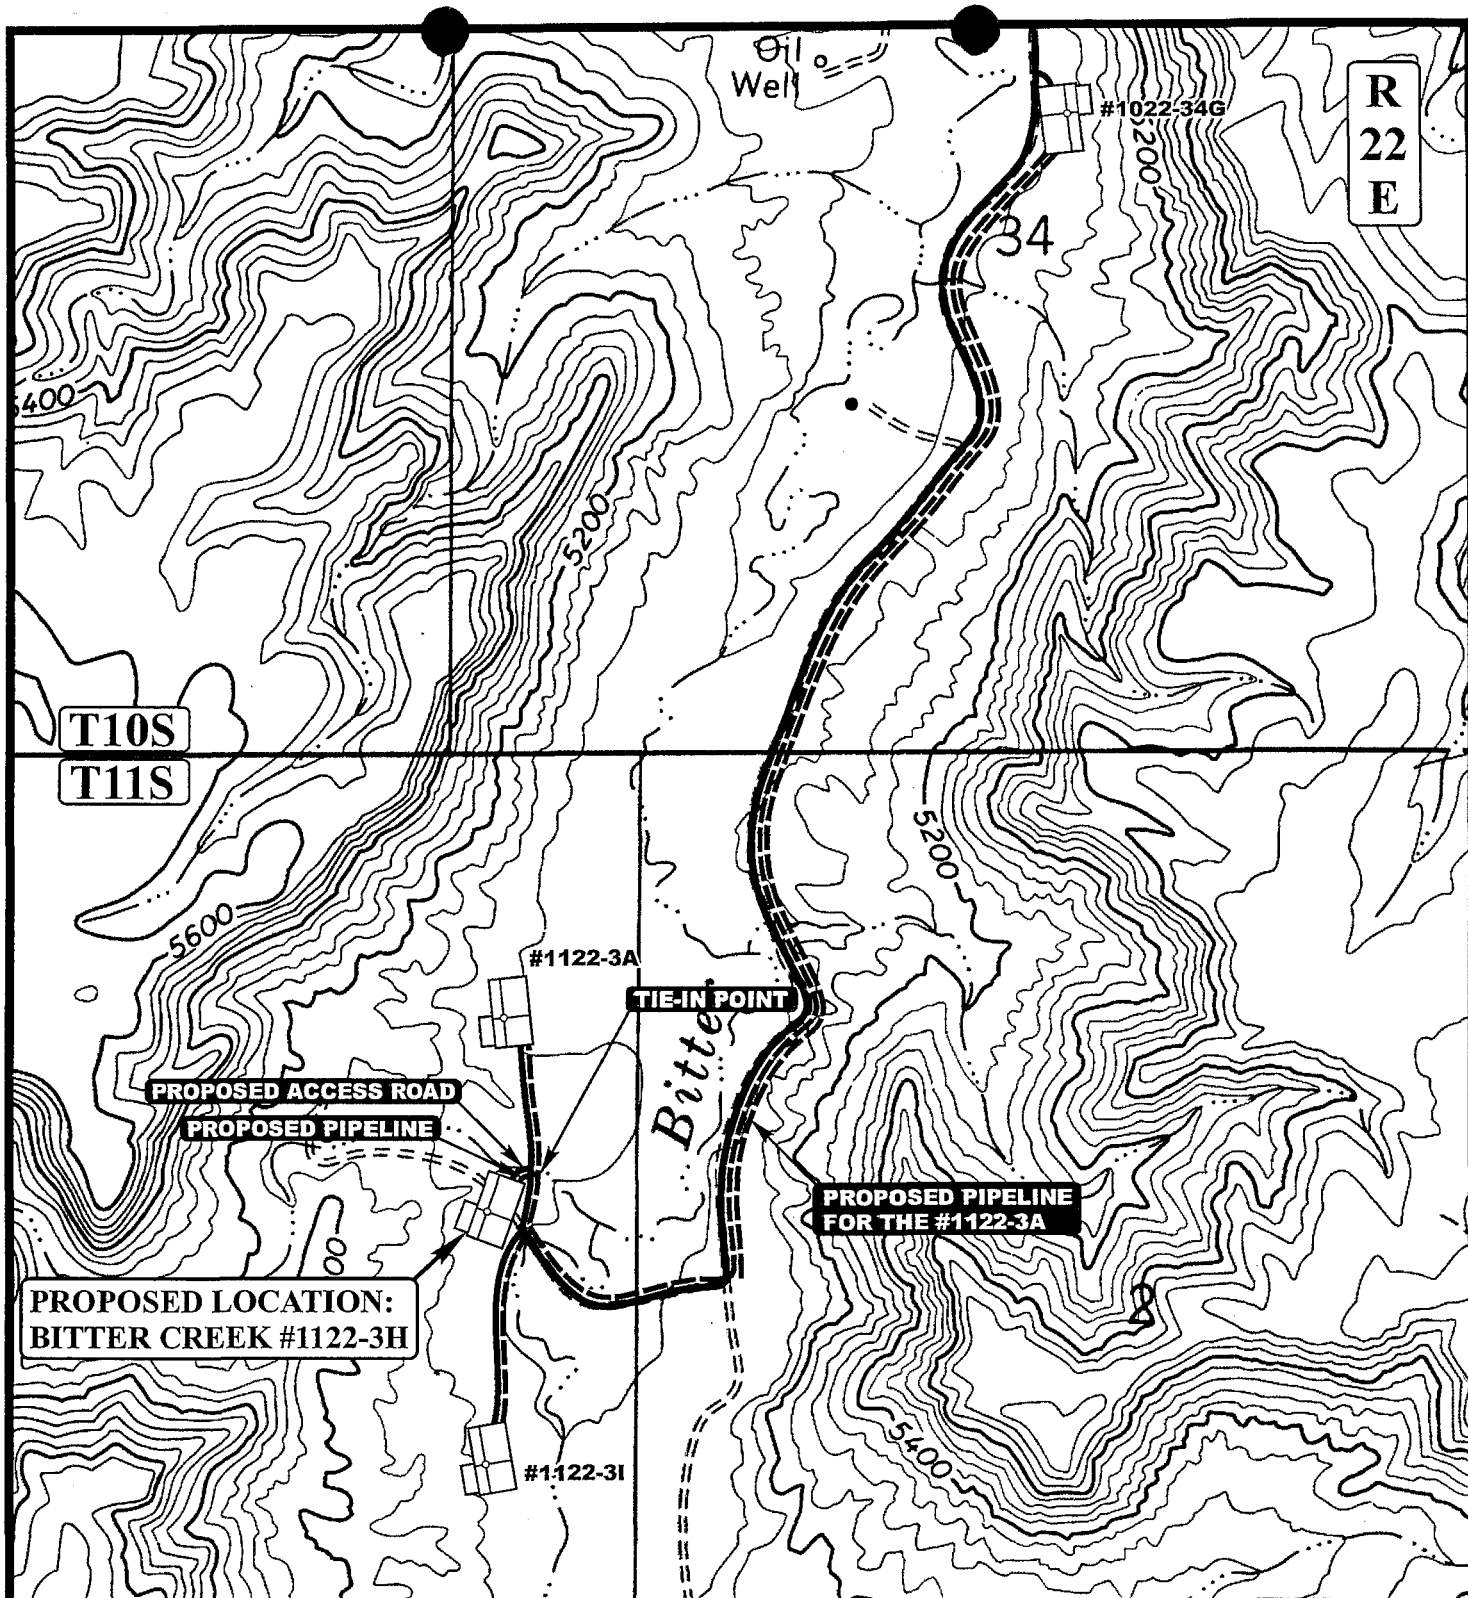 Oil
Well
#1022-34G
R
22
E
5200
34
5400
5200
T10S
T11S
5200
5600
#1122-3A
TIE-IN POINT
Bitter
PROPOSED ACCESS ROAD
PROPOSED PIPELINE
PROPOSED PIPELINE
FOR THE #1122-3A
PROPOSED LOCATION:
BITTER CREEK #1122-3H
2
5400
#1122-3I